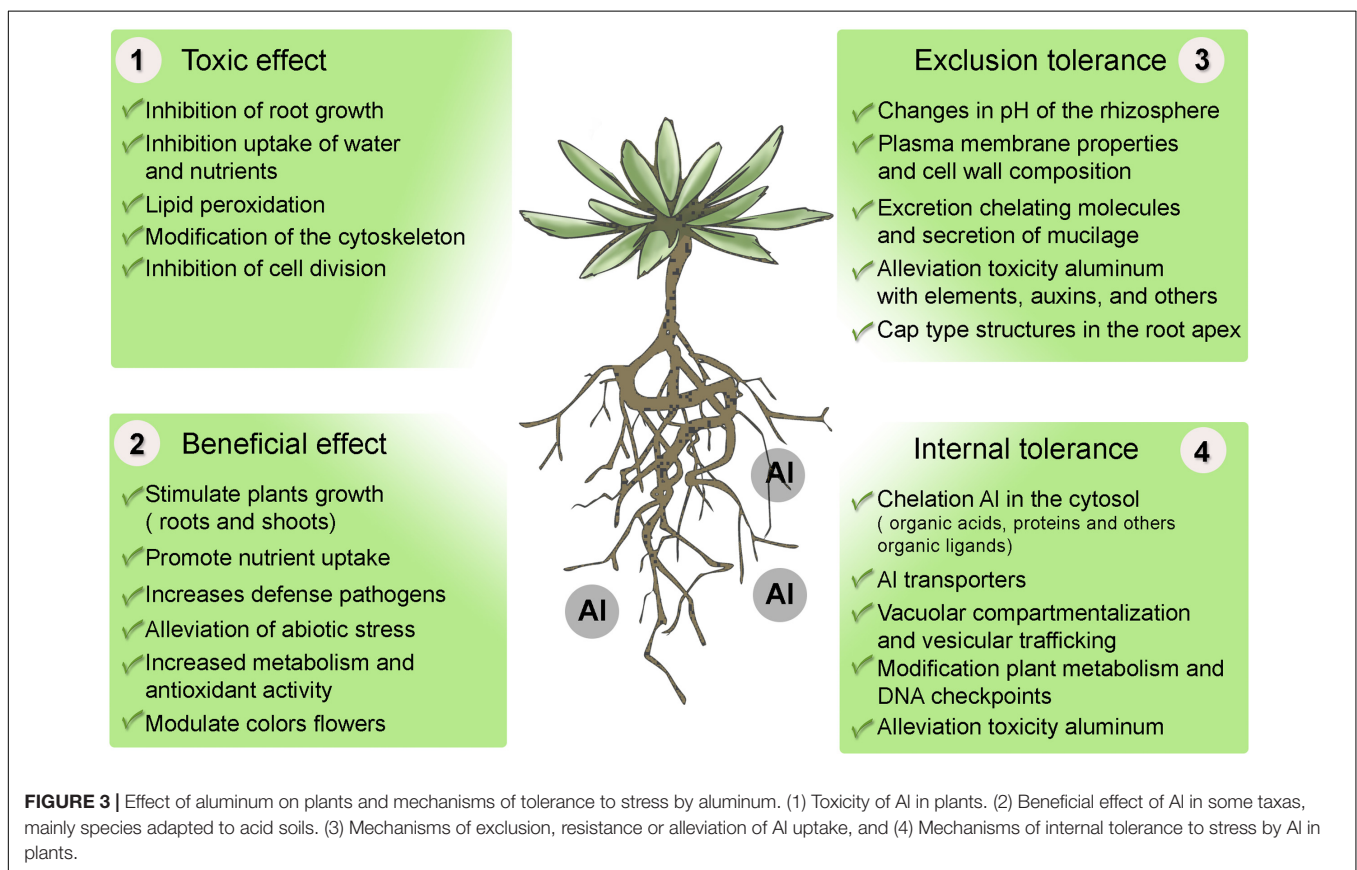 1 Toxic effect
Inhibition of root growth
Inhibition uptake of water
and nutrients
Lipid peroxidation
Modification of the cytoskeleton
Inhibition of cell division
2 Beneficial effect
Stimulate plants growth
( roots and shoots)
Promote nutrient uptake
Increases defense pathogens
Alleviation of abiotic stress
Increased metabolism and
antioxidant activity
Modulate colors flowers
Exclusion tolerance 3
Changes in pH of the rhizosphere
Plasma membrane properties
and cell wall composition
Excretion chelating molecules
and secretion of mucilage
Alleviation toxicity aluminum
with elements, auxins, and others
Cap type structures in the root apex
Internal tolerance 4
Chelation Al in the cytosol
( organic acids, proteins and others
organic ligands)
Al transporters
Vacuolar compartmentalization
and vesicular trafficking
Modification plant metabolism and
DNA checkpoints
Alleviation toxicity aluminum
Al
Al
Al
FIGURE 3 | Effect of aluminum on plants and mechanisms of tolerance to stress by aluminum. (1) Toxicity of Al in plants. (2) Beneficial effect of Al in some taxas,
mainly species adapted to acid soils. (3) Mechanisms of exclusion, resistance or alleviation of Al uptake, and (4) Mechanisms of internal tolerance to stress by Al in
plants.